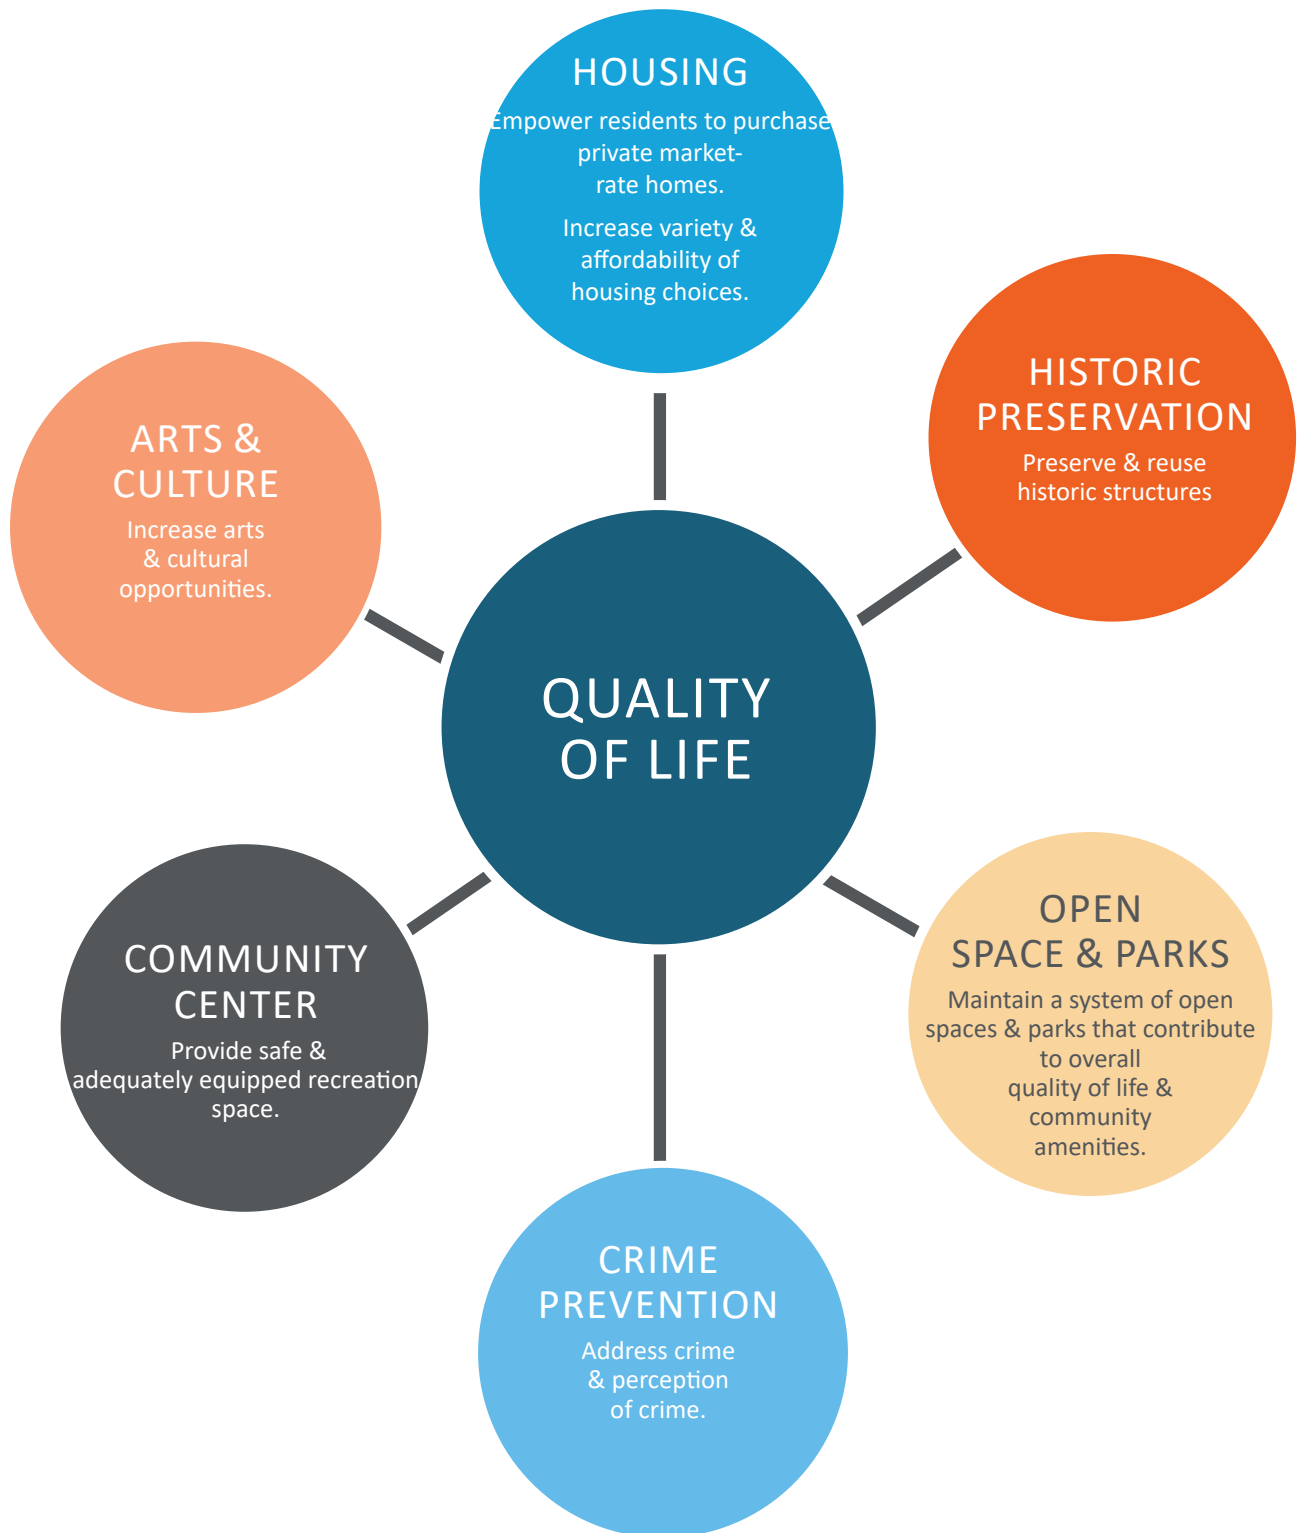 HOUSING
Empower residents to purchase
private market-
rate homes.
Increase variety &
affordability of
housing choices.
HISTORIC
PRESERVATION
Preserve & reuse
historic structures
ARTS &
CULTURE
Increase arts
& cultural
opportunities.
QUALITY
OF LIFE
OPEN
SPACE & PARKS
Maintain a system of open
spaces & parks that contribute
to overall
quality of life &
community
amenities.
COMMUNITY
CENTER
Provide safe &
adequately equipped recreation
space.
CRIME
PREVENTION
Address crime
& perception
of crime.